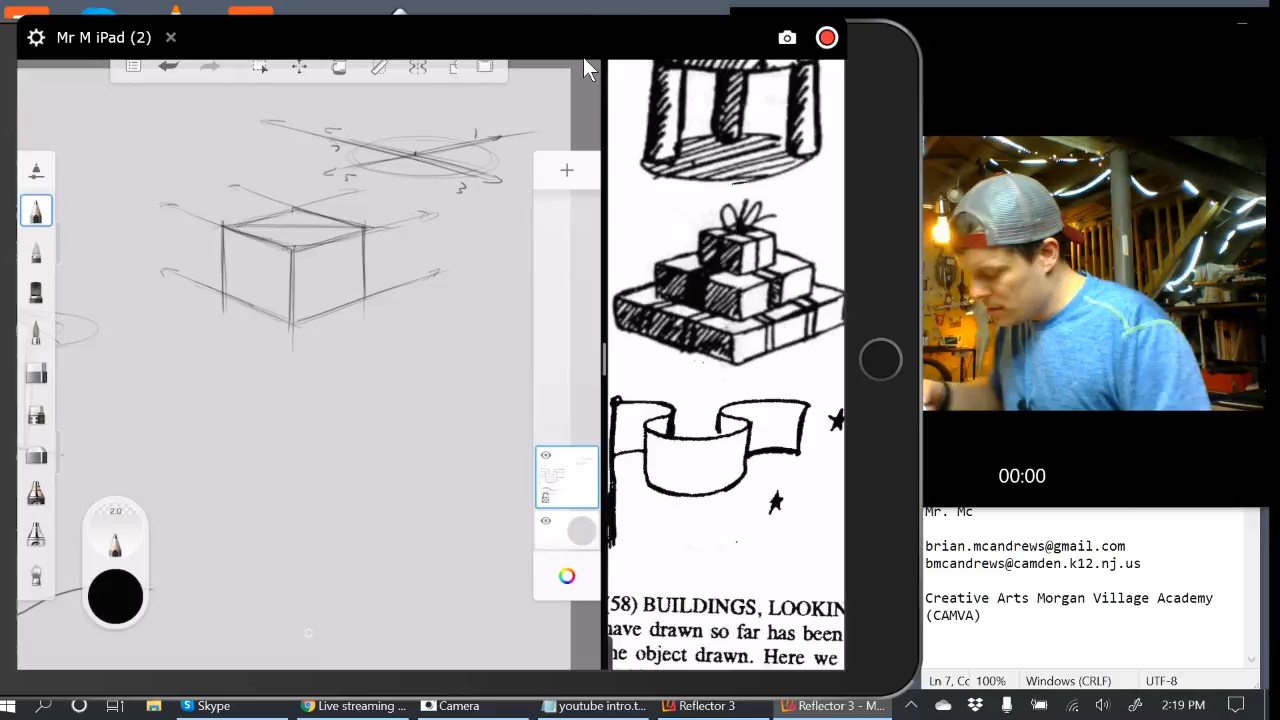 Mr M iPad (2)
1
2.0
00:00
Mr. Mc
brian.mcandrews@gmail.com
bmcandrews@camden.k12.nj.us
Creative Arts Morgan Village Academy
(CAMVA)
(58) BUILDINGS, LOOKIN
have drawn so far has been
he object drawn. Here we
Ln 7, Cc 100% Windows (CRLF) UTF-8
Skype Live streaming ... Camera youtube intro.t... Reflector 3 Reflector 3 - M... 2:19 PM